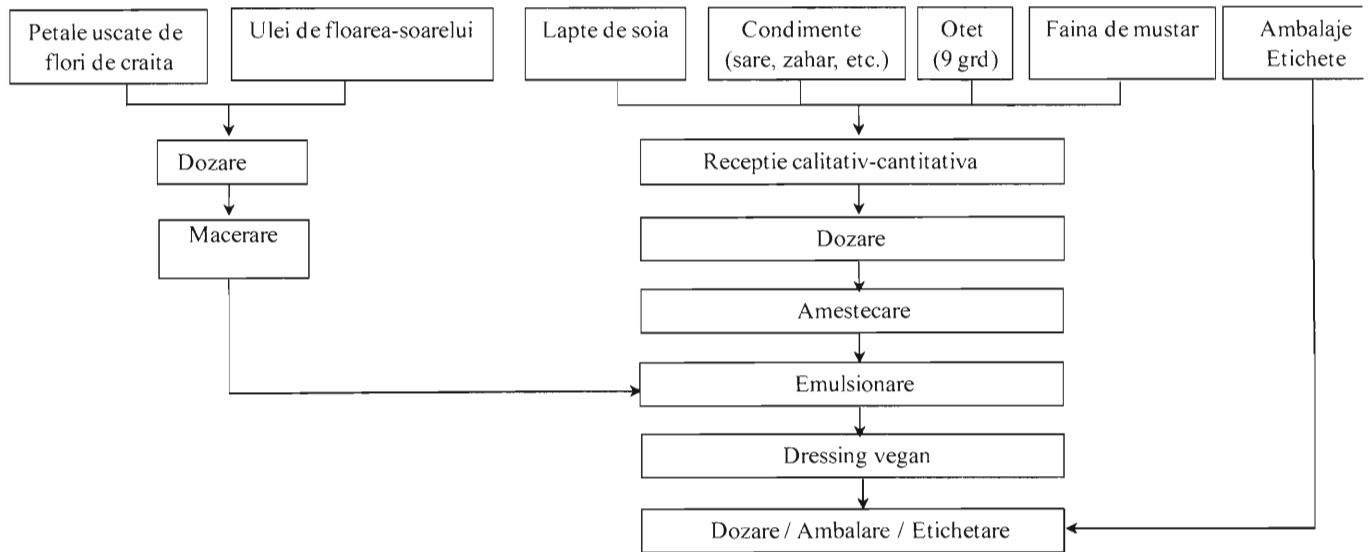 Petale uscate de
flori de craita
Ulei de floarea-soarelui
Lapte de soia
Condimente
(sare, zahar, etc.)
Otet
(9 grd)
Faina de mustar
Ambalaje
Etichete
Dozare
Macerare
Receptie calitativ-cantitativa
Dozare
Amestecare
Emulsionare
Dressing vegan
Dozare / Ambalare / Etichetare